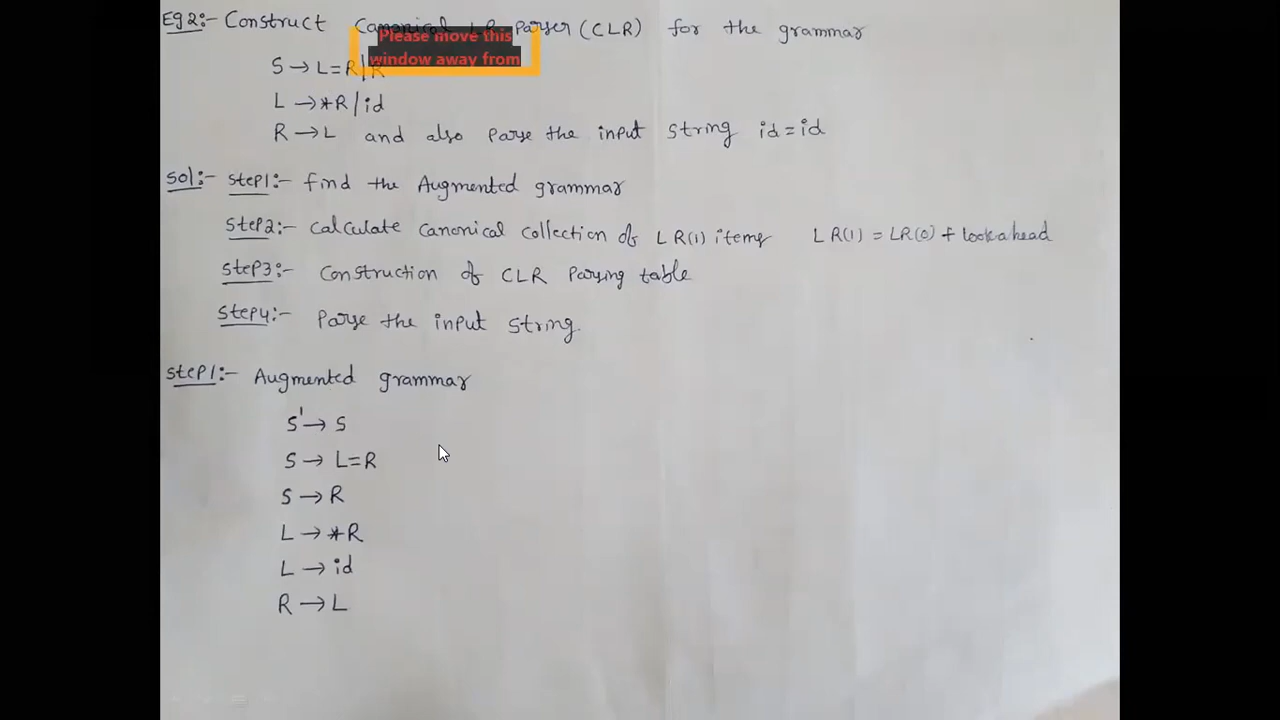 Eg 2:- Construct Canonical LR Parser (CLR) for the grammar
Please move this
window away from
S → L=R/R
L → *R/id
R → L and also parse the input string id=id
Sol:- Step1:- find the Augmented grammar
Step2:- Calculate canonical collection of LR(1) items LR(1) = LR(0) + lookahead
Step3:- Construction of CLR Parsing table
Step4:- Parse the input string.
Step1:- Augmented grammar
S' → S
S → L=R
S → R
L → *R
L → id
R → L